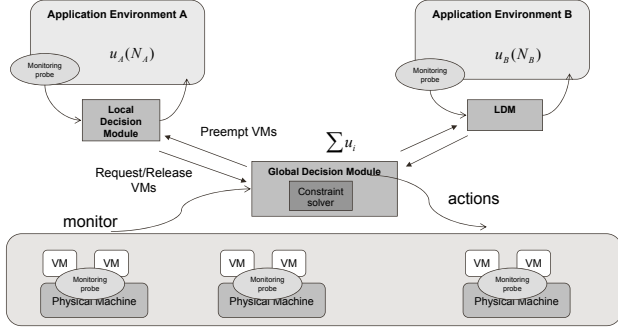 Application Environment A
u_A(N_A)
Monitoring
probe
Local
Decision
Module
Application Environment B
u_B(N_B)
Monitoring
probe
LDM
Preempt VMs
∑u_i
Request/Release
VMs
Global Decision Module
Constraint
solver
monitor
actions
VM
VM
Monitoring
probe
Physical Machine
VM
VM
Monitoring
probe
Physical Machine
VM
VM
Monitoring
probe
Physical Machine